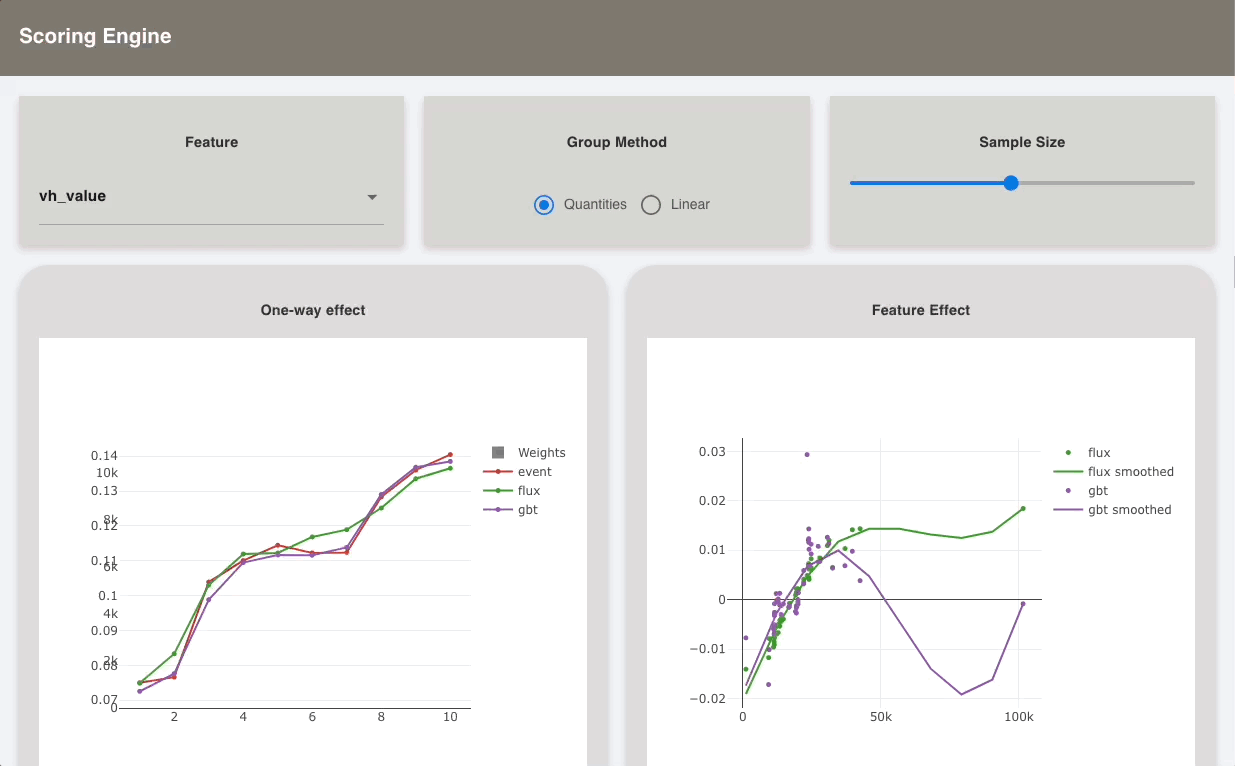 Scoring Engine
Feature
Group Method
Sample Size
vh_value
Quantities
Linear
One-way effect
Feature Effect
0.14
10k
0.13
8k
0.12
0.11
6k
0.1
4k
0.09
2k
0.08
0.07
0
2
4
6
8
10
Weights
event
flux
gbt
0.03
0.02
0.01
0
−0.01
−0.02
0
50k
100k
flux
flux smoothed
gbt
gbt smoothed